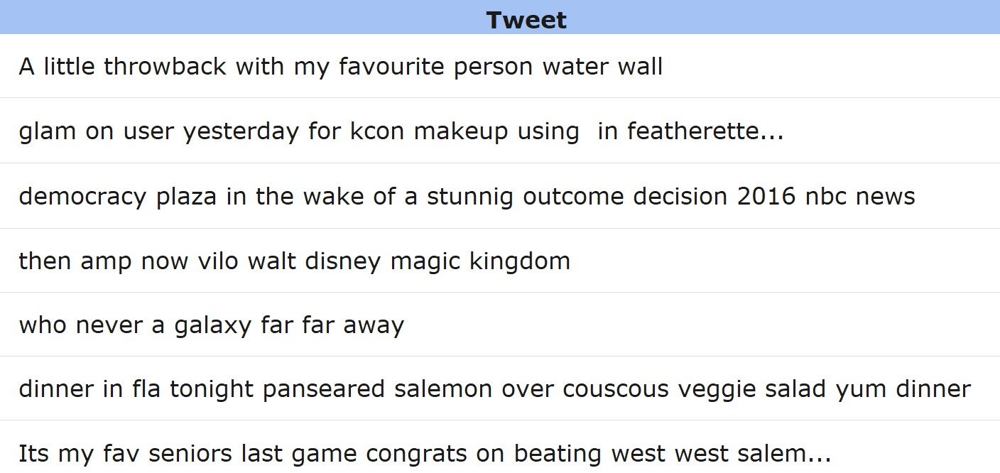 Tweet
A little throwback with my favourite person water wall
glam on user yesterday for kcon makeup using  in featherette...
democracy plaza in the wake of a stunnig outcome decision 2016 nbc news
then amp now vilo walt disney magic kingdom
who never a galaxy far far away
dinner in fla tonight panseared salemon over couscous veggie salad yum dinner
Its my fav seniors last game congrats on beating west west salem...